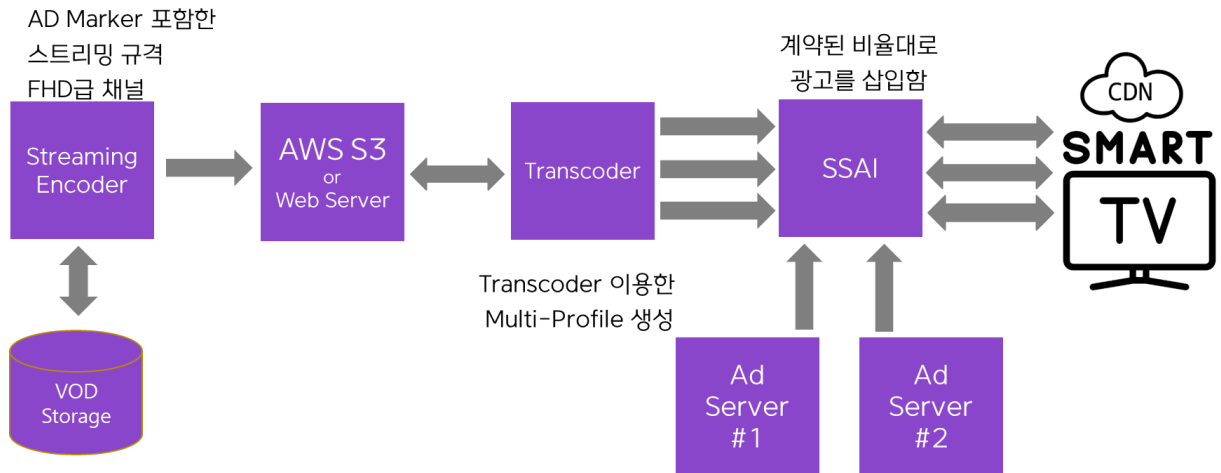 AD Marker 포함한
스트리밍 규격
FHD급 채널
Streaming
Encoder
VOD
Storage
AWS S3
or
Web Server
Transcoder
Transcoder 이용한
Multi-Profile 생성
계약된 비율대로
광고를 삽입함
SSAI
Ad
Server
#1
Ad
Server
#2
CDN
SMART
TV